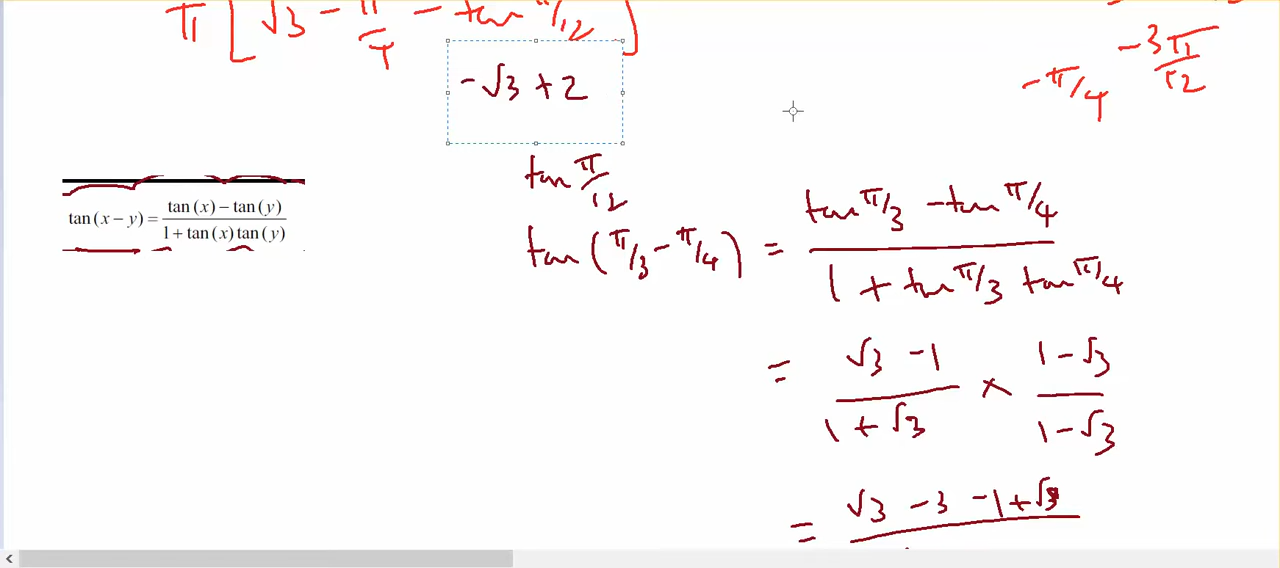 π [ √3 - π/4 - tan π/12 ]
-3π/12
-π/4
-√3 + 2
tan π/12
tan(x − y) = (tan(x) − tan(y)) / (1 + tan(x) tan(y))
tan (π/3 - π/4) = (tan π/3 - tan π/4) / (1 + tan π/3 tan π/4)
= (√3 - 1) / (1 + √3) × (1 - √3) / (1 - √3)
= √3 - 3 - 1 + √3